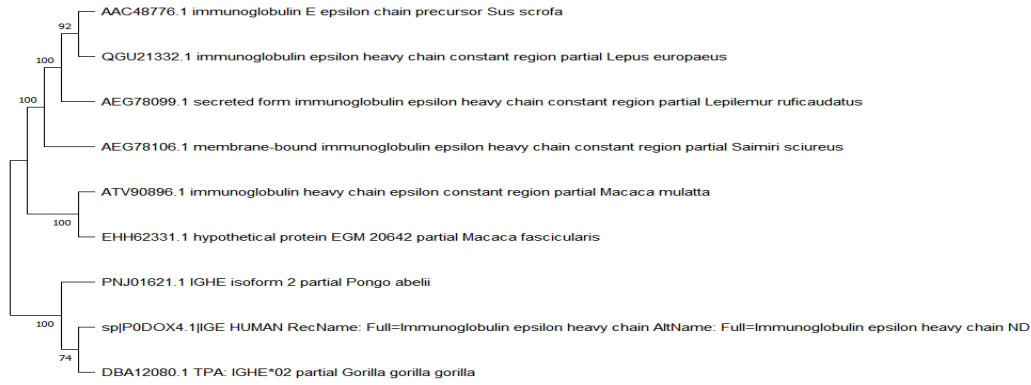 AAC48776.1 immunoglobulin E epsilon chain precursor Sus scrofa
92
QGU21332.1 immunoglobulin epsilon heavy chain constant region partial Lepus europaeus
100
AEG78099.1 secreted form immunoglobulin epsilon heavy chain constant region partial Lepilemur ruficaudatus
100
AEG78106.1 membrane-bound immunoglobulin epsilon heavy chain constant region partial Saimiri sciureus
ATV90896.1 immunoglobulin heavy chain epsilon constant region partial Macaca mulatta
100
EHH62331.1 hypothetical protein EGM 20642 partial Macaca fascicularis
PNJ01621.1 IGHE isoform 2 partial Pongo abelii
100
sp|P0DOX4.1|IGE HUMAN RecName: Full=Immunoglobulin epsilon heavy chain AltName: Full=Immunoglobulin epsilon heavy chain ND
74
DBA12080.1 TPA: IGHE*02 partial Gorilla gorilla gorilla